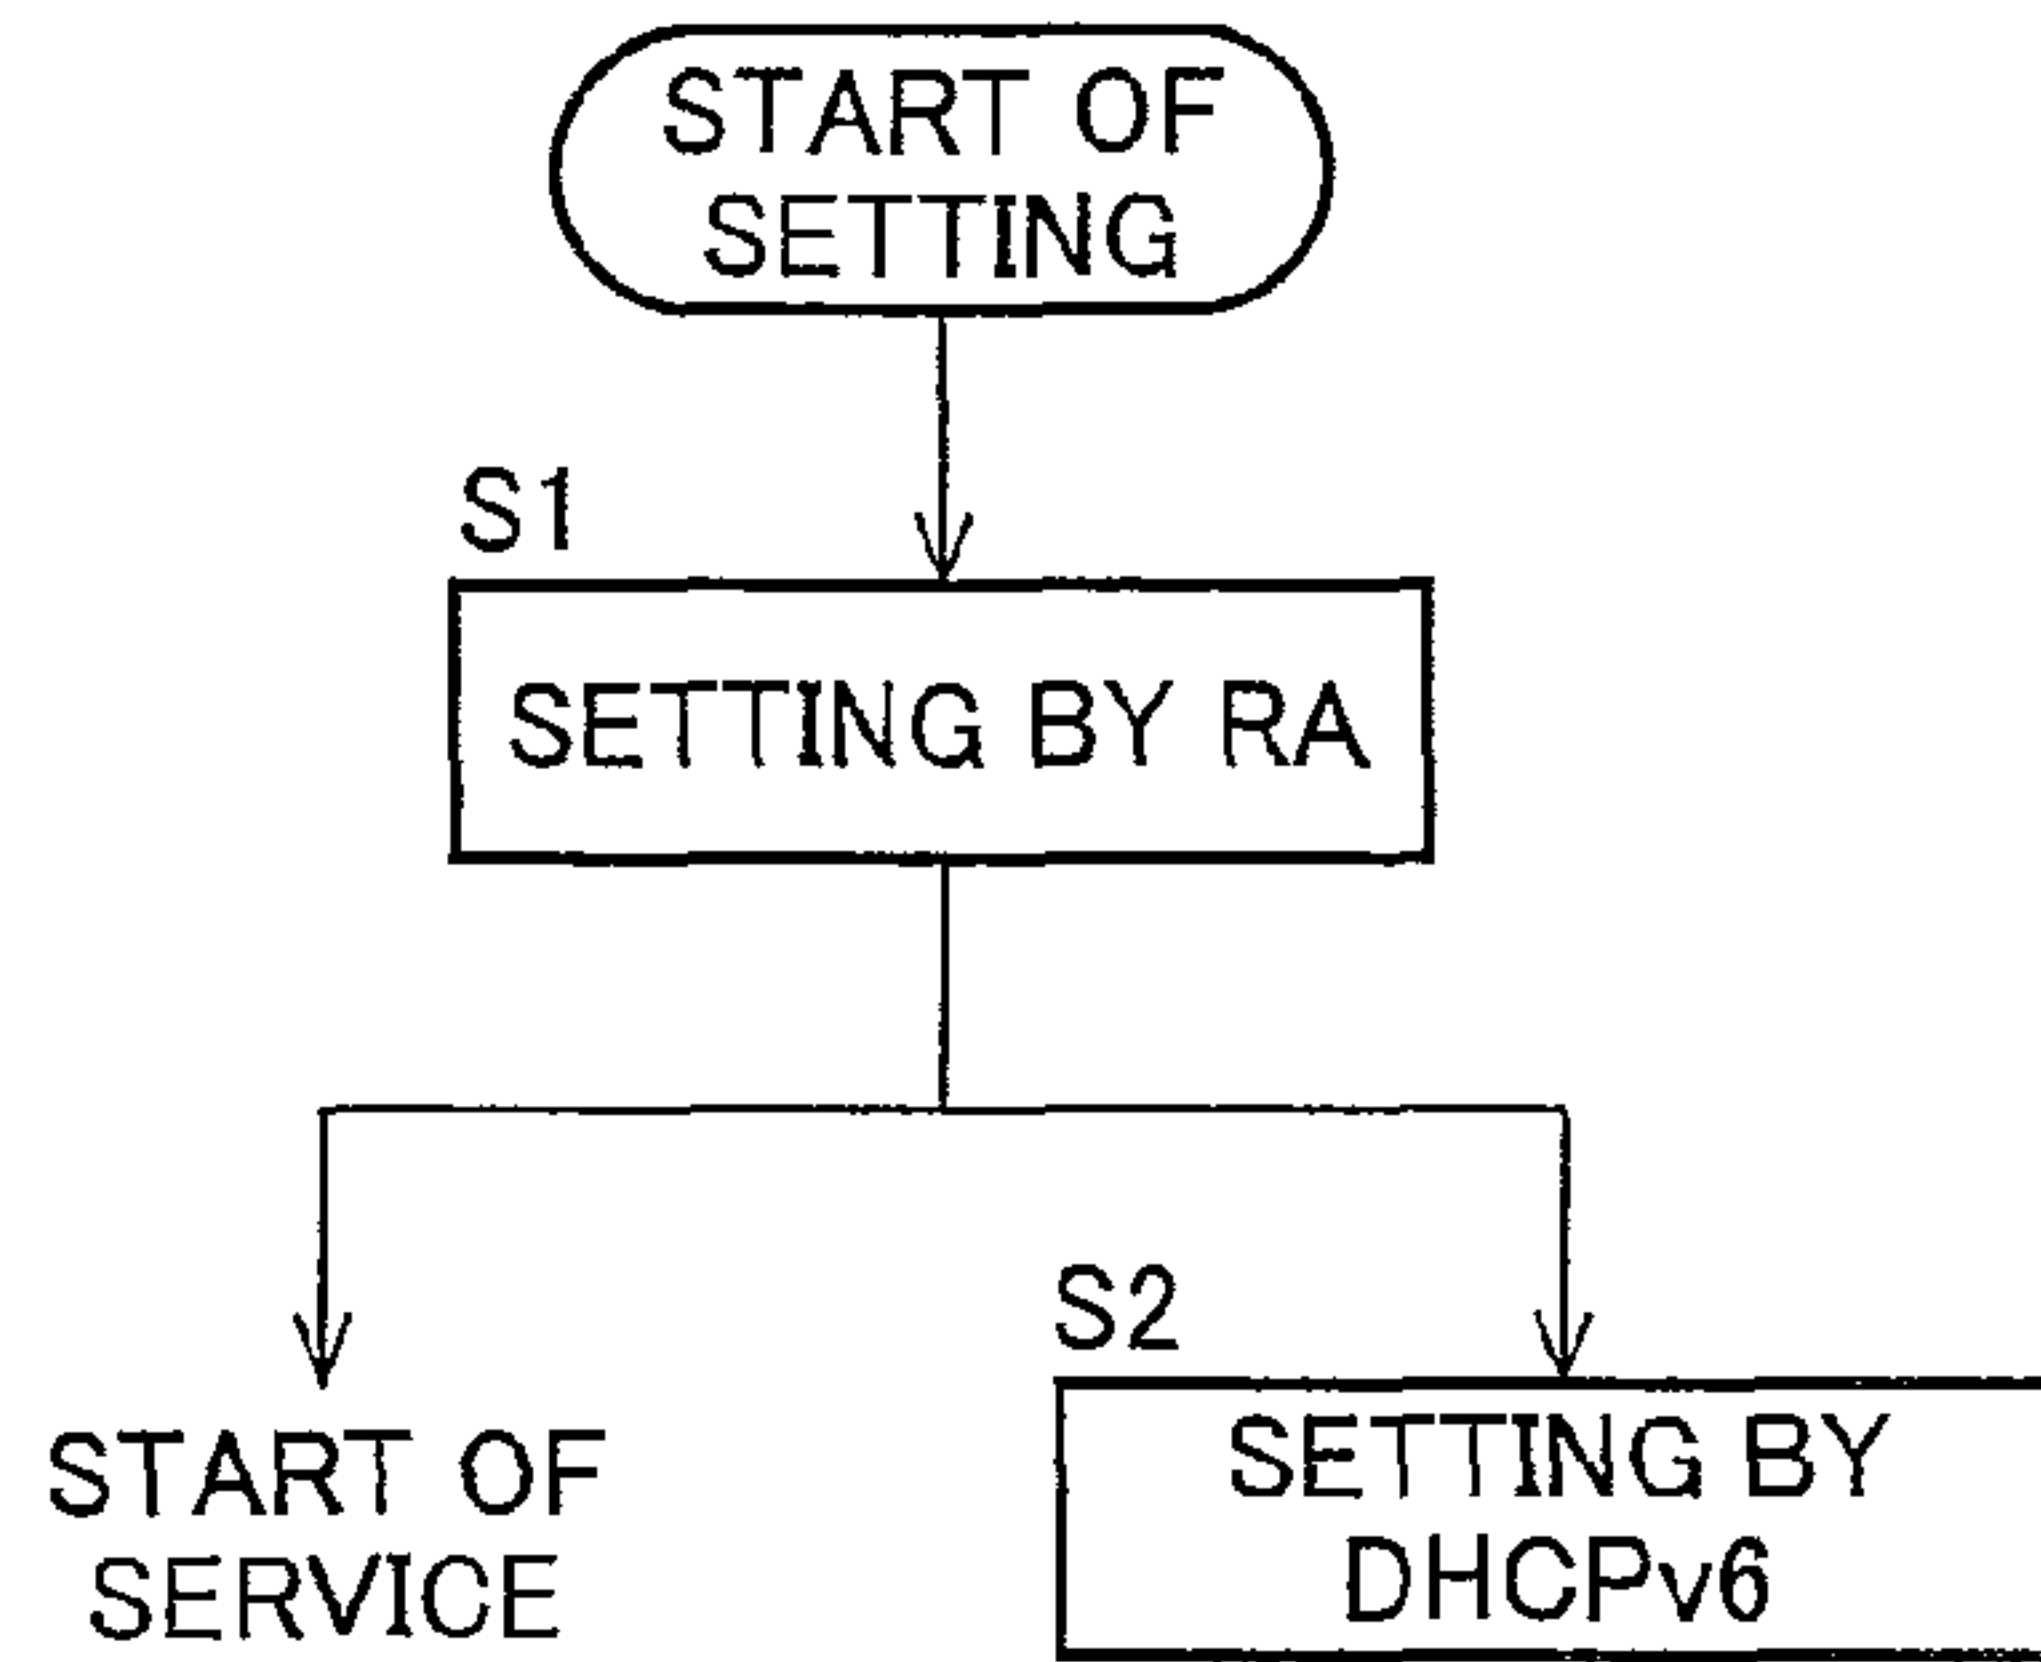 START OF
SETTING
S1
SETTING BY RA
START OF
SERVICE
S2
SETTING BY
DHCPv6